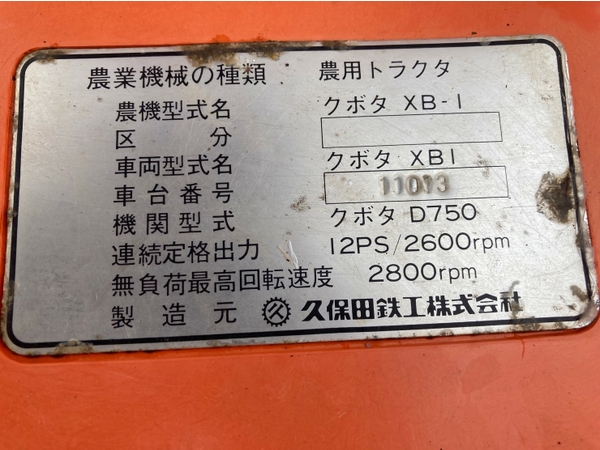 農業機械の種類 農用トラクタ
農機型式名 クボタ XB-1
区 分
車両型式名 クボタ XB1
車台番号 11013
機関型式 クボタ D750
連続定格出力 12PS/2600rpm
無負荷最高回転速度 2800rpm
製造元 久保田鉄工株式会社